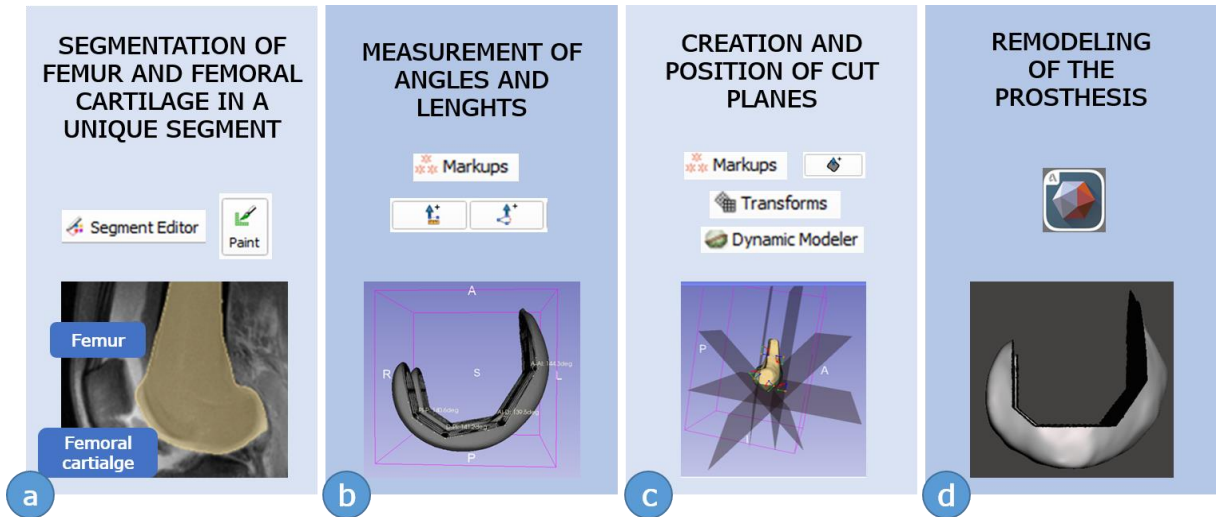 SEGMENTATION OF
FEMUR AND FEMORAL
CARTILAGE IN A
UNIQUE SEGMENT
Segment Editor
Paint
Femur
Femoral
cartialge
a
MEASUREMENT OF
ANGLES AND
LENGHTS
Markups
A
R
S
L
P
b
CREATION AND
POSITION OF CUT
PLANES
Markups
Transforms
Dynamic Modeler
P
A
c
REMODELING
OF THE
PROSTHESIS
d